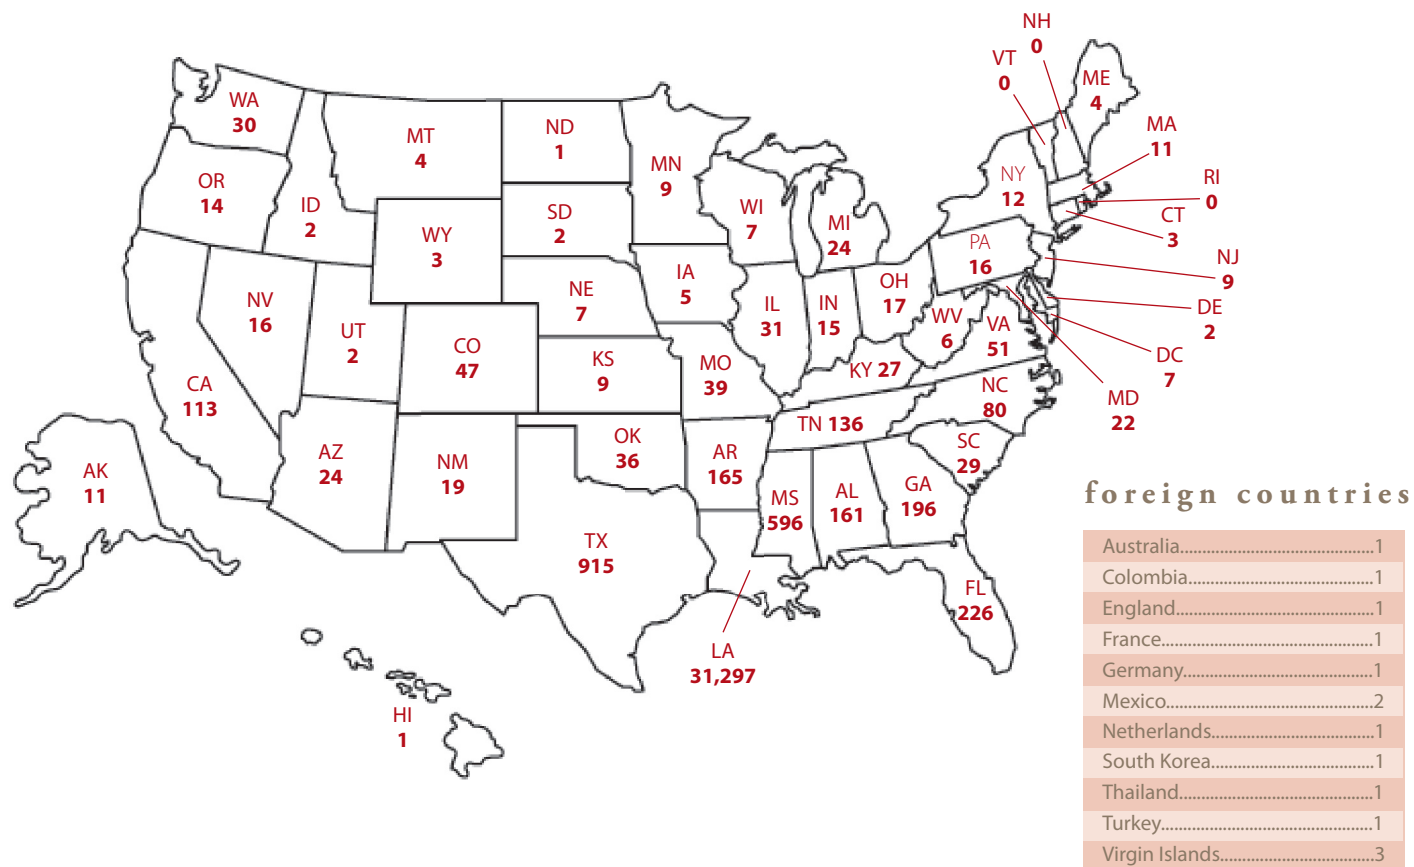 NH
0
VT
0
ME
4
WA
30
MT
4
ND
1
MN
9
MA
11
OR
14
ID
2
SD
2
WI
7
MI
24
NY
12
RI
0
CT
3
WY
3
PA
16
NJ
9
NV
16
UT
2
NE
7
IA
5
IL
31
IN
15
OH
17
WV
6
VA
51
DE
2
DC
7
MD
22
CA
113
CO
47
KS
9
MO
39
KY 27
NC
80
TN 136
SC
29
AK
11
AZ
24
NM
19
OK
36
AR
165
MS
596
AL
161
GA
196
TX
915
FL
226
LA
31,297
HI
1
foreign countries
Australia.......................................1
Colombia.....................................1
England........................................1
France..........................................1
Germany......................................1
Mexico.........................................2
Netherlands.................................1
South Korea.................................1
Thailand.......................................1
Turkey...........................................1
Virgin Islands...............................3